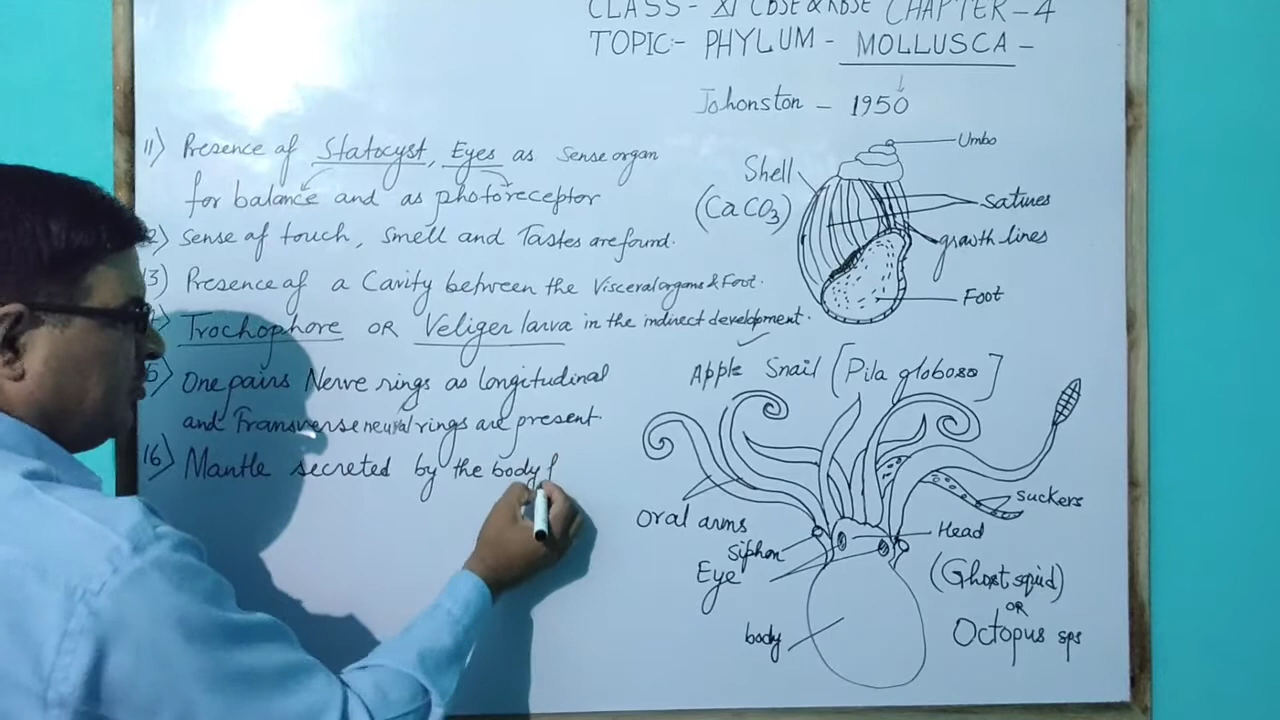 CLASS - XI CBSE & KBSE CHAPTER - 4
TOPIC:- PHYLUM - MOLLUSCA -
Johonston - 1950
11) Presence of Statocyst, Eyes as sense organ
for balance and as photoreceptor
2) Sense of touch, Smell and Tastes are found.
13) Presence of a Cavity between the Visceral organs & Foot.
Trochophore OR Veliger larva in the indirect development.
5) One pairs Nerve rings as longitudinal
and Transverse neural rings are present.
16) Mantle secreted by the body f
Umbo
Shell
(CaCO3)
Satures
growth lines
Foot
Apple Snail [Pila globosa]
Suckers
Oral arms
Siphon
Head
Eye
(Ghost squid)
OR
Octopus sps
body